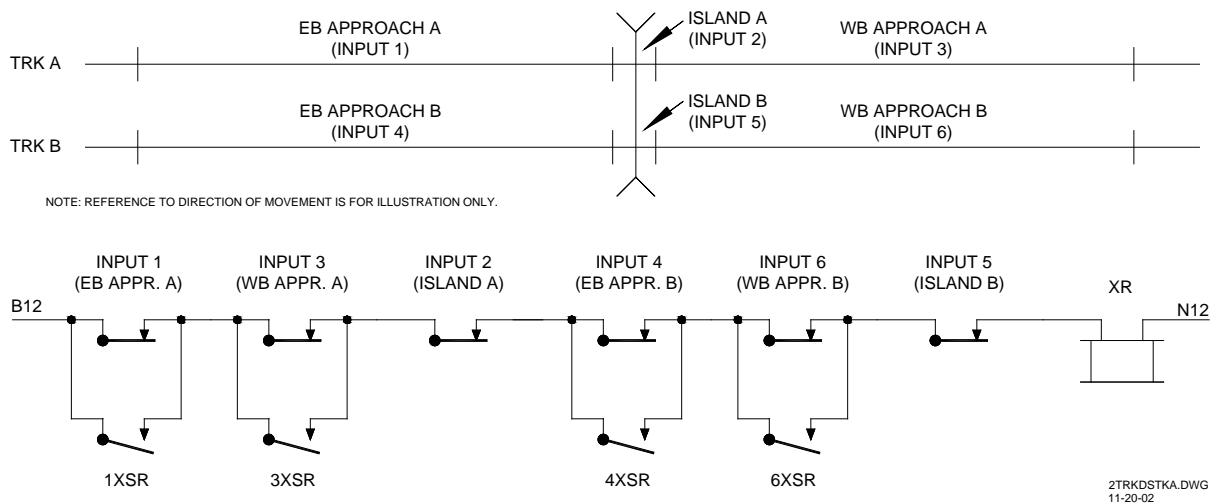 EB APPROACH A
(INPUT 1)
ISLAND A
(INPUT 2)
WB APPROACH A
(INPUT 3)
TRK A
EB APPROACH B
(INPUT 4)
ISLAND B
(INPUT 5)
WB APPROACH B
(INPUT 6)
TRK B
NOTE: REFERENCE TO DIRECTION OF MOVEMENT IS FOR ILLUSTRATION ONLY.
INPUT 1
(EB APPR. A)
INPUT 3
(WB APPR. A)
INPUT 2
(ISLAND A)
INPUT 4
(EB APPR. B)
INPUT 6
(WB APPR. B)
INPUT 5
(ISLAND B)
XR
B12
N12
1XSR
3XSR
4XSR
6XSR
2TRKDSTKA.DWG
11-20-02